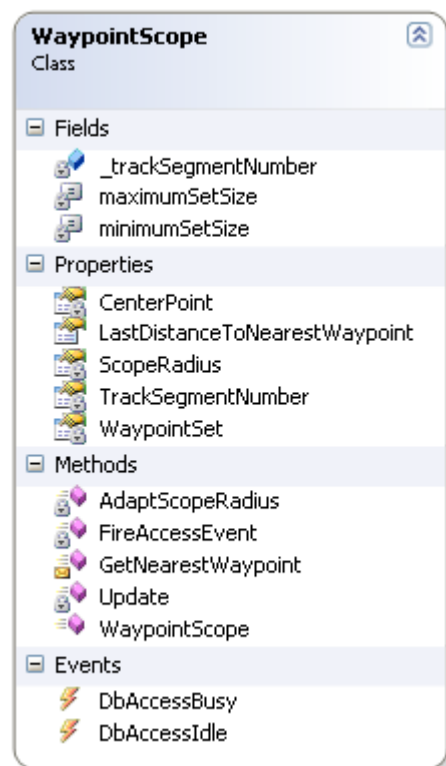 WaypointScope
Class
Fields
_trackSegmentNumber
maximumSetSize
minimumSetSize
Properties
CenterPoint
LastDistanceToNearestWaypoint
ScopeRadius
TrackSegmentNumber
WaypointSet
Methods
AdaptScopeRadius
FireAccessEvent
GetNearestWaypoint
Update
WaypointScope
Events
DbAccessBusy
DbAccessIdle